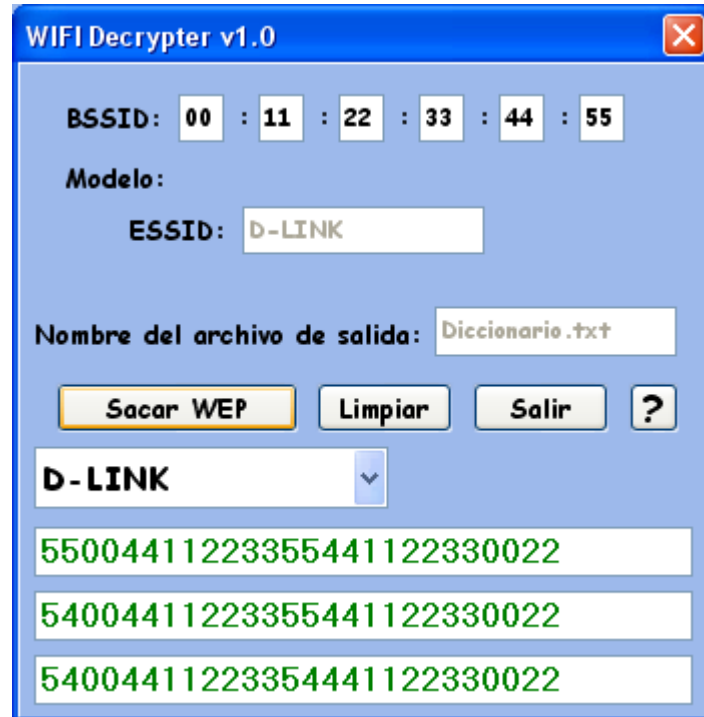 WIFI Decrypter v1.0
BSSID: 00 : 11 : 22 : 33 : 44 : 55
Modelo:
ESSID: D-LINK
Nombre del archivo de salida: Diccionario.txt
Sacar WEP Limpiar Salir ?
D-LINK
55004411223355441122330022
54004411223355441122330022
54004411223354441122330022